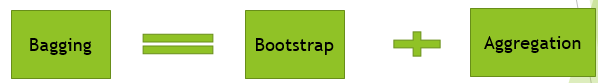 Bagging = Bootstrap + Aggregation